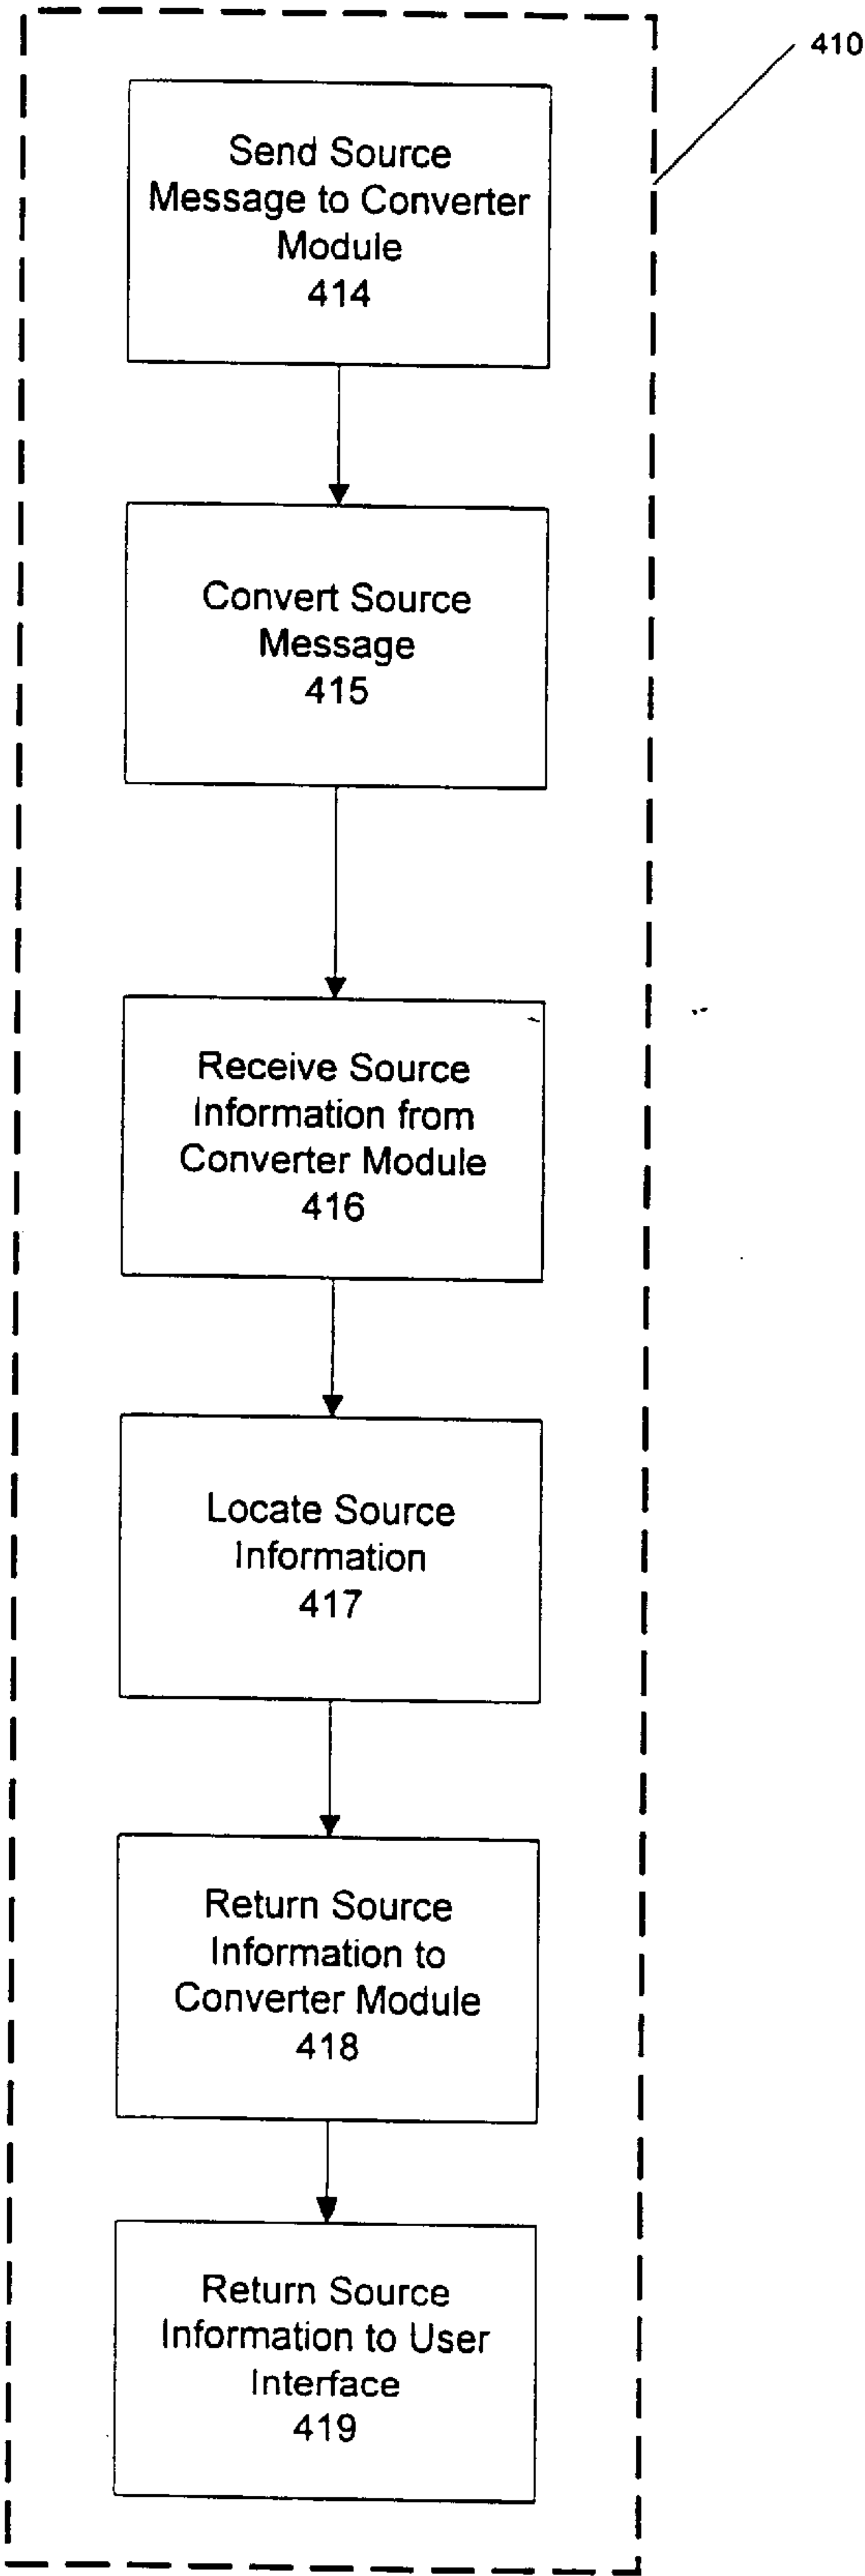 410
Send Source
Message to Converter
Module
414
Convert Source
Message
415
Receive Source
Information from
Converter Module
416
Locate Source
Information
417
Return Source
Information to
Converter Module
418
Return Source
Information to User
Interface
419